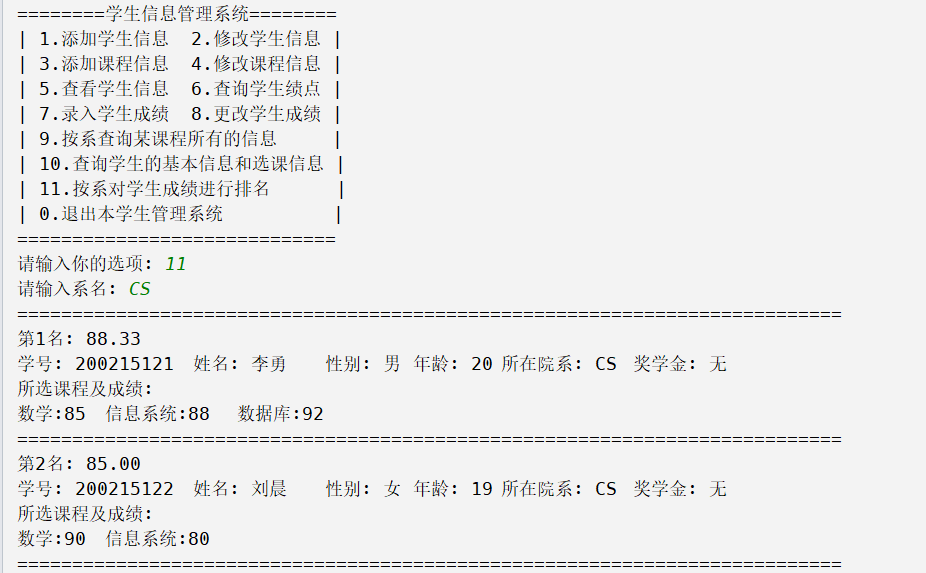 ========学生信息管理系统========
| 1.添加学生信息  2.修改学生信息 |
| 3.添加课程信息  4.修改课程信息 |
| 5.查看学生信息  6.查询学生绩点 |
| 7.录入学生成绩  8.更改学生成绩 |
| 9.按系查询某课程所有的信息     |
| 10.查询学生的基本信息和选课信息 |
| 11.按系对学生成绩进行排名      |
| 0.退出本学生管理系统          |
=============================
请输入你的选项: 11
请输入系名: CS
===========================================================================
第1名: 88.33
学号: 200215121  姓名: 李勇    性别: 男 年龄: 20 所在院系: CS  奖学金: 无
所选课程及成绩:
数学:85  信息系统:88   数据库:92
===========================================================================
第2名: 85.00
学号: 200215122  姓名: 刘晨    性别: 女 年龄: 19 所在院系: CS  奖学金: 无
所选课程及成绩:
数学:90  信息系统:80
===========================================================================